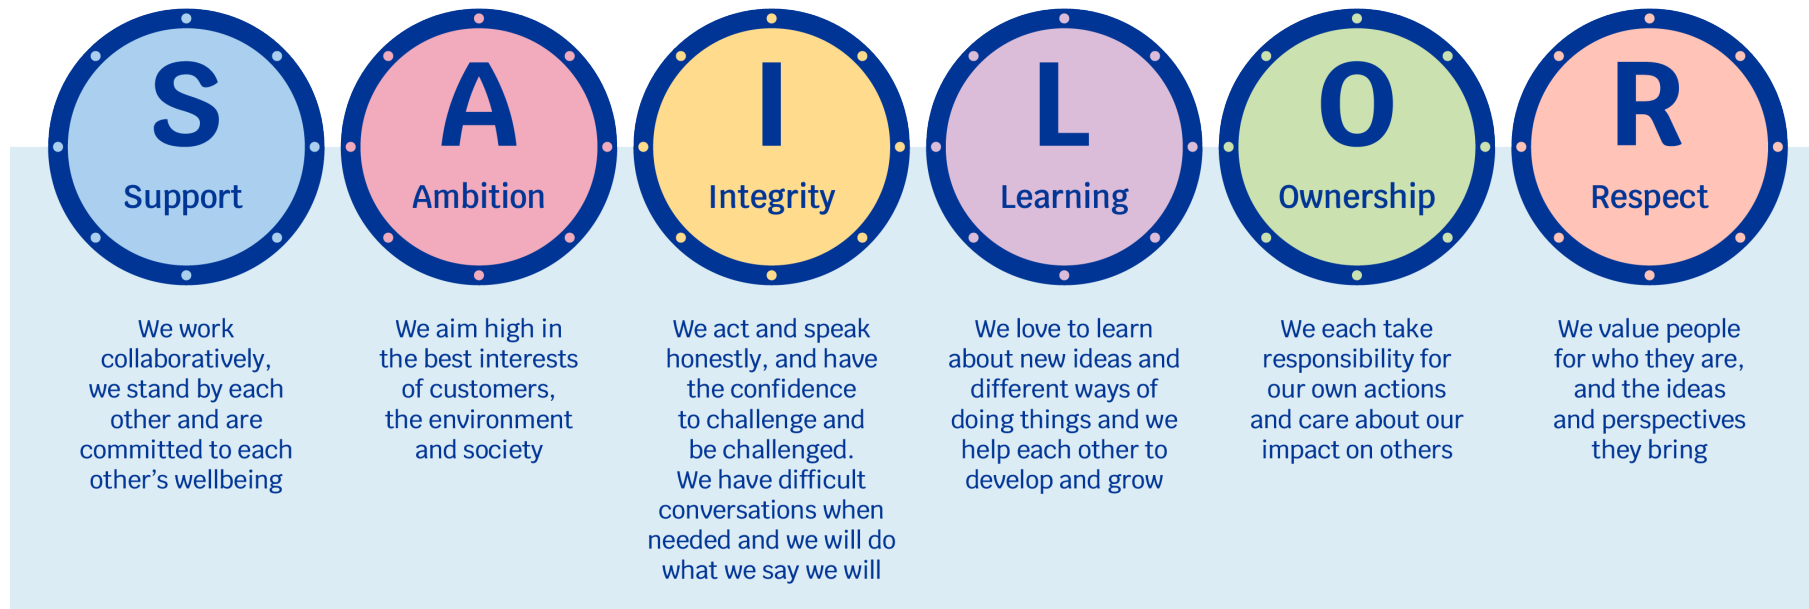 S
Support
We work
collaboratively,
we stand by each
other and are
committed to each
other’s wellbeing
A
Ambition
We aim high in
the best interests
of customers,
the environment
and society
I
Integrity
We act and speak
honestly, and have
the confidence
to challenge and
be challenged.
We have difficult
conversations when
needed and we will do
what we say we will
L
Learning
We love to learn
about new ideas and
different ways of
doing things and we
help each other to
develop and grow
O
Ownership
We each take
responsibility for
our own actions
and care about our
impact on others
R
Respect
We value people
for who they are,
and the ideas
and perspectives
they bring